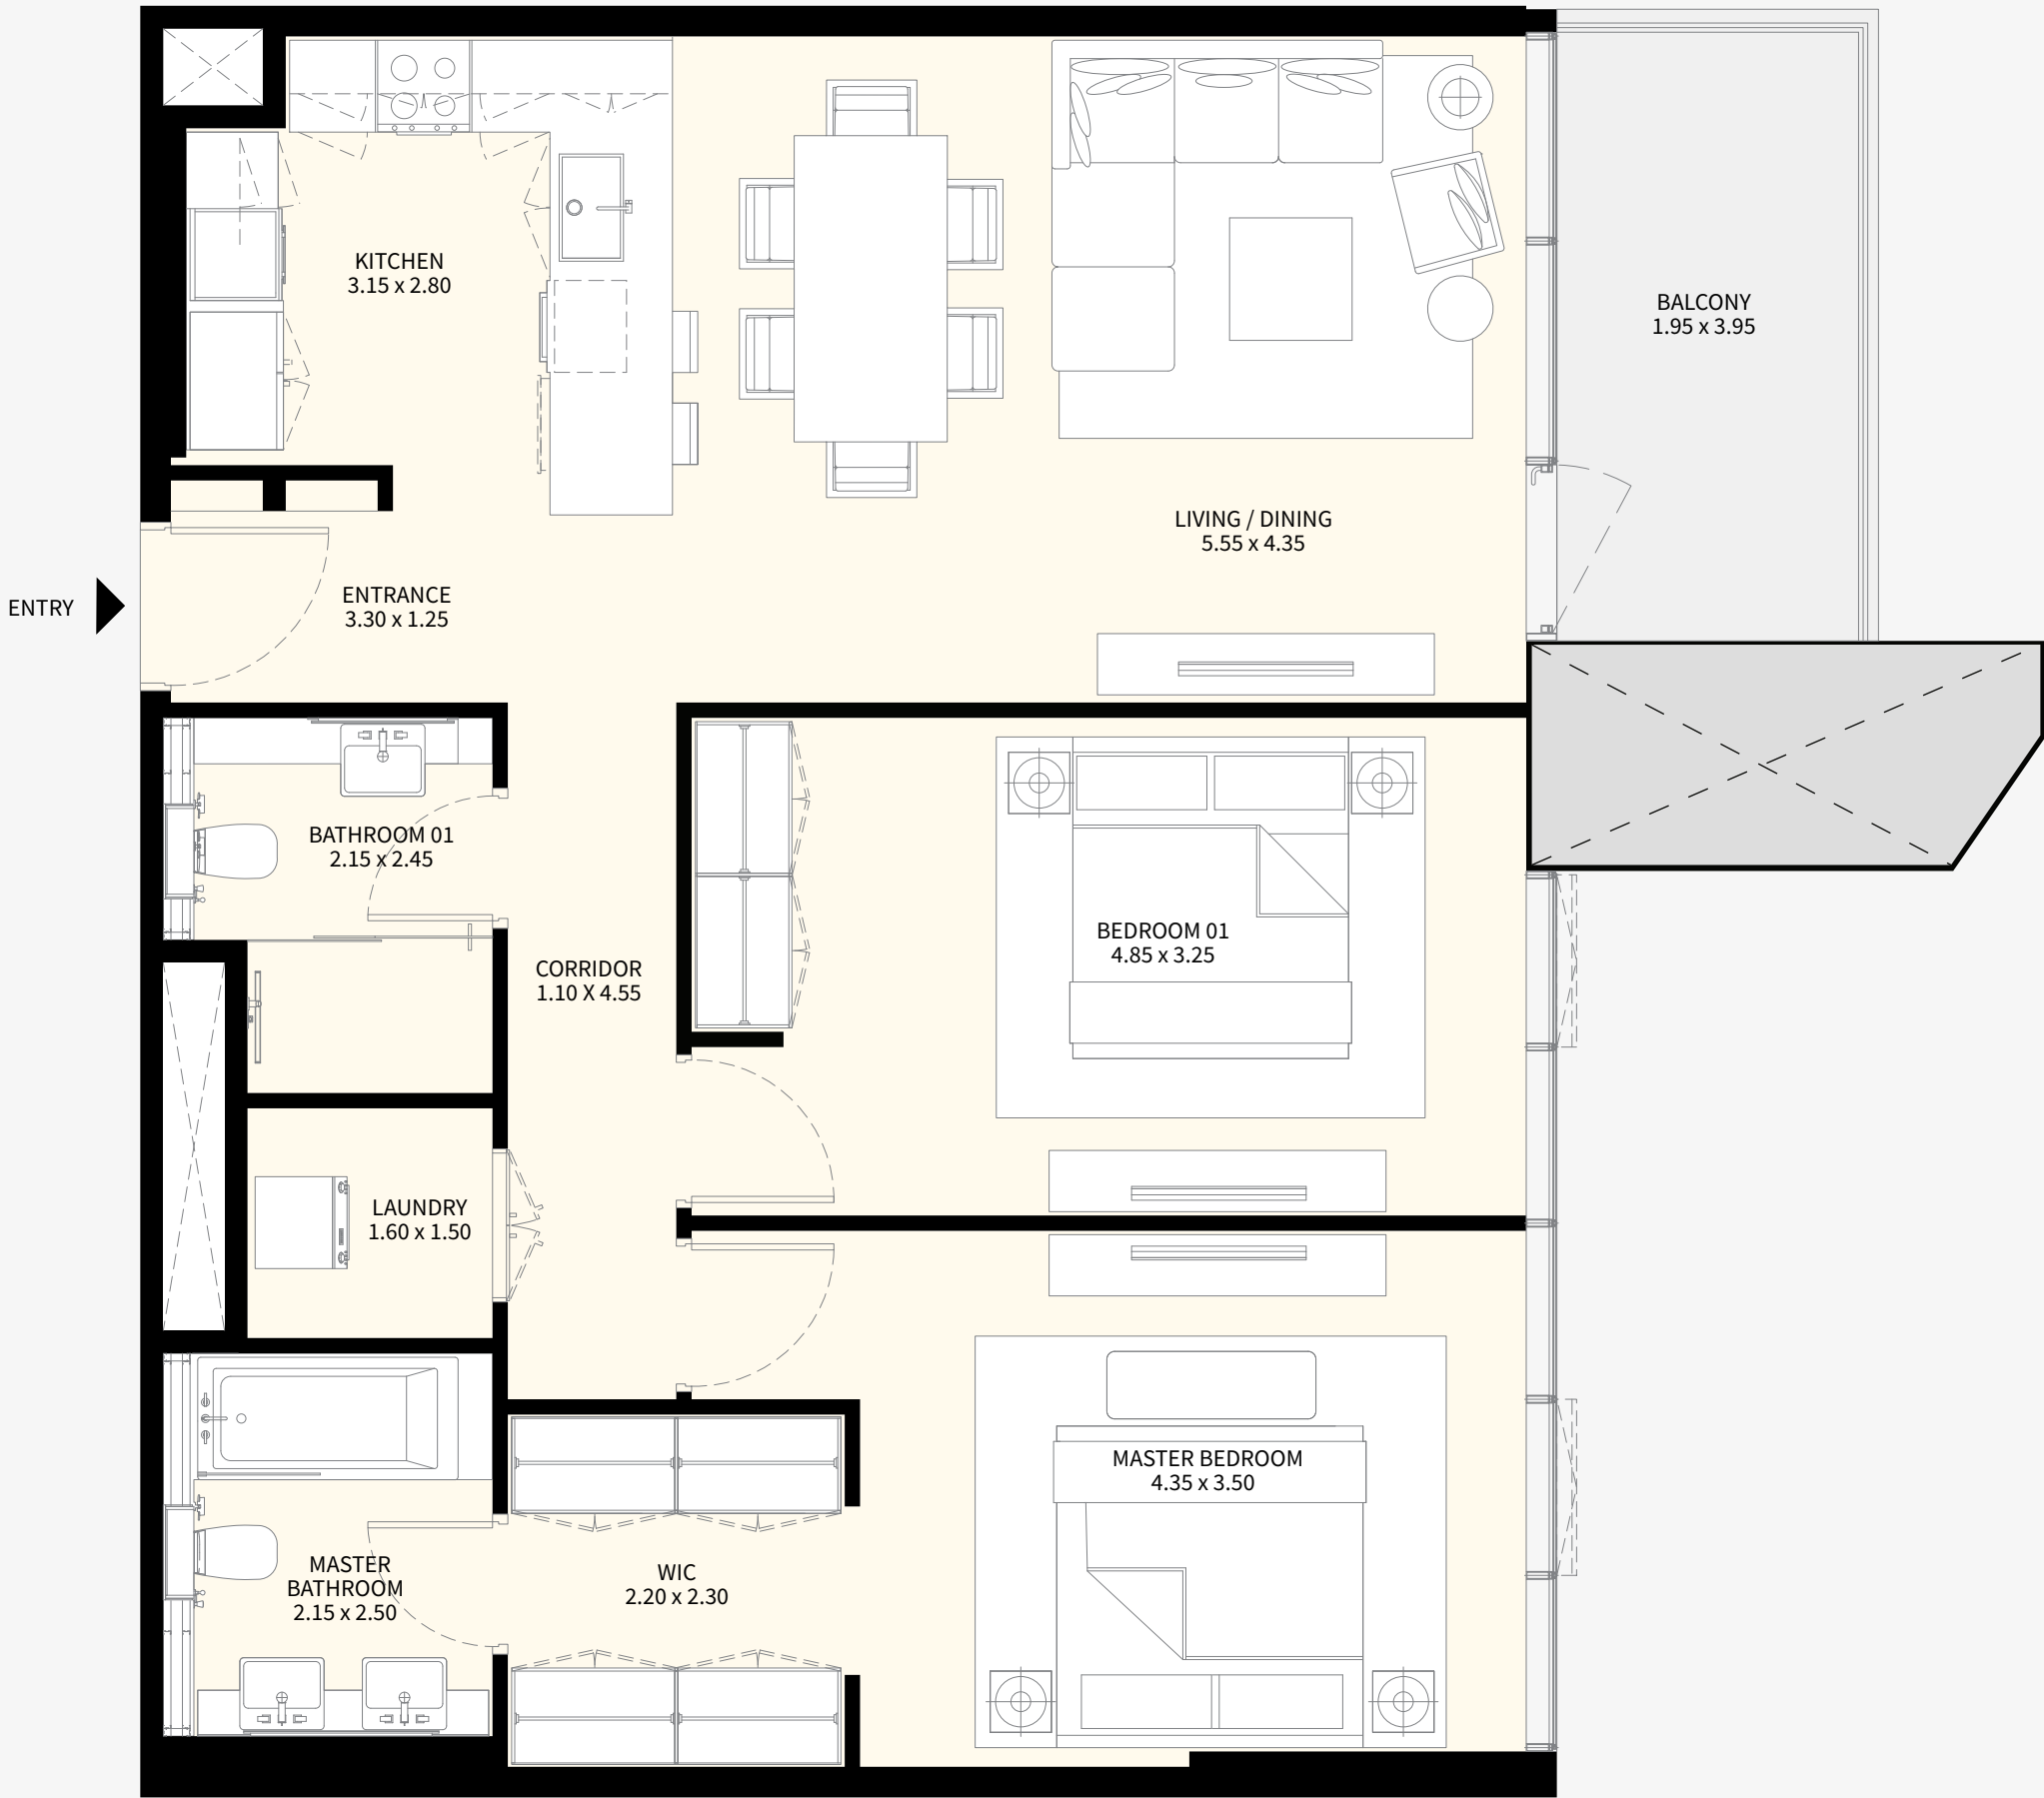 KITCHEN
3.15 x 2.80
BALCONY
1.95 x 3.95
LIVING / DINING
5.55 x 4.35
ENTRY
ENTRANCE
3.30 x 1.25
BATHROOM 01
2.15 x 2.45
BEDROOM 01
4.85 x 3.25
CORRIDOR
1.10 X 4.55
LAUNDRY
1.60 x 1.50
MASTER BEDROOM
4.35 x 3.50
MASTER
BATHROOM
2.15 x 2.50
WIC
2.20 x 2.30